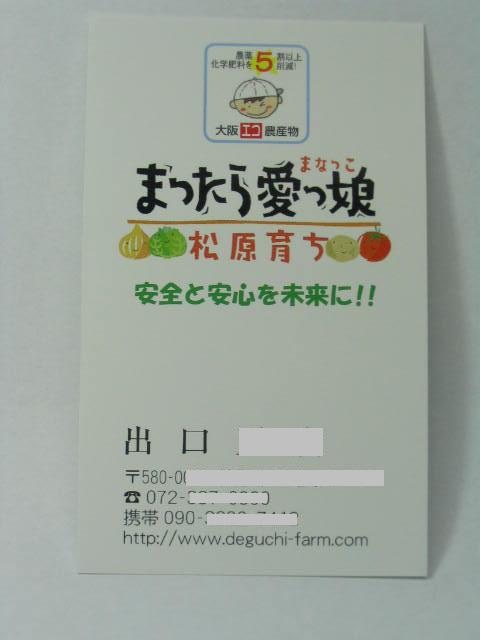 農薬
化学肥料を
5
割以上
削減!
大阪エコ農産物
まなっこ
まったら愛っ娘
松原育ち
安全と安心を未来に!!
出口
〒580-0
☎ 072-
携帯 090-
http://www.deguchi-farm.com